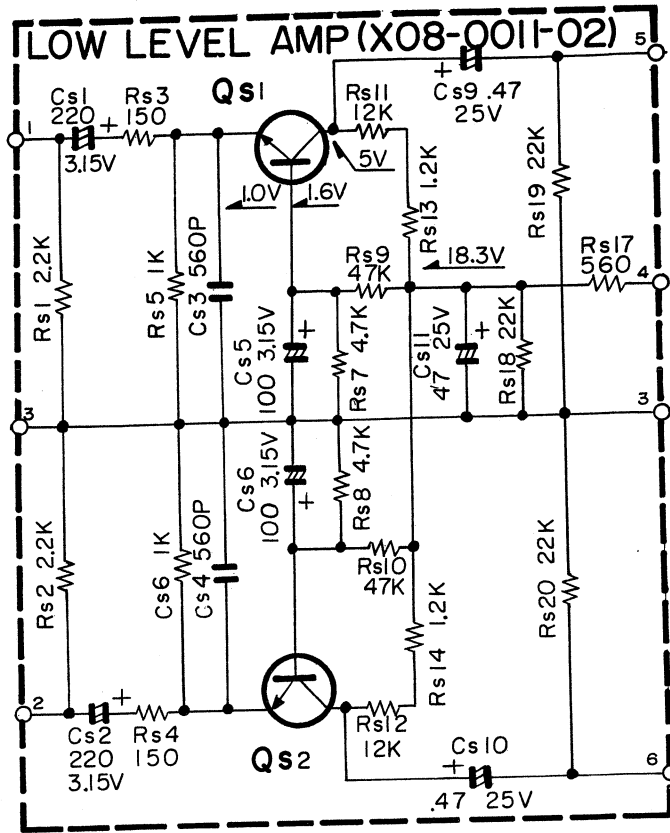 LOW LEVEL AMP (X08-0011-02)
5
Qs1
Cs1
220
3.15V
+
Rs3
150
Rs11
12K
+
Cs9 .47
25V
1
5V
1.0V
1.6V
Rs1 2.2K
Rs5 1K
Cs3 560P
Rs13 1.2K
Rs19 22K
18.3V
Rs9
47K
Rs17
560
4
Cs5
100 3.15V
+
Rs7 4.7K
Cs11
47 25V
+
Rs18 22K
3
3
Cs6
100 3.15V
+
Rs8 4.7K
Rs2 2.2K
Cs6 1K
Cs4 560P
Rs10
47K
Rs20 22K
Rs14 1.2K
2
+
Cs2
220
3.15V
Rs4
150
Qs2
Rs12
12K
Cs10
+
.47 25V
6